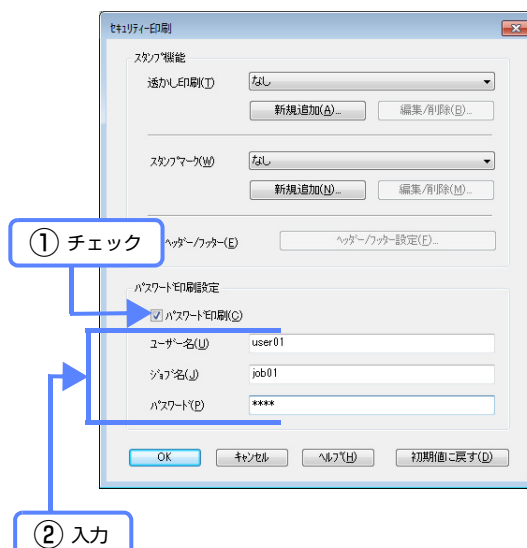 セキュリティー印刷
スタンプ機能
透かし印刷(T) なし
新規追加(A)... 編集/削除(B)...
スタンプマーク(W) なし
新規追加(N)... 編集/削除(M)...
① チェック
ヘッダー/フッター(E) ヘッダー/フッター設定(F)...
パスワード印刷設定
パスワード印刷(C)
ユーザー名(U) user01
ジョブ名(J) job01
パスワード(P) ****
OK キャンセル ヘルプ(H) 初期値に戻す(D)
② 入力